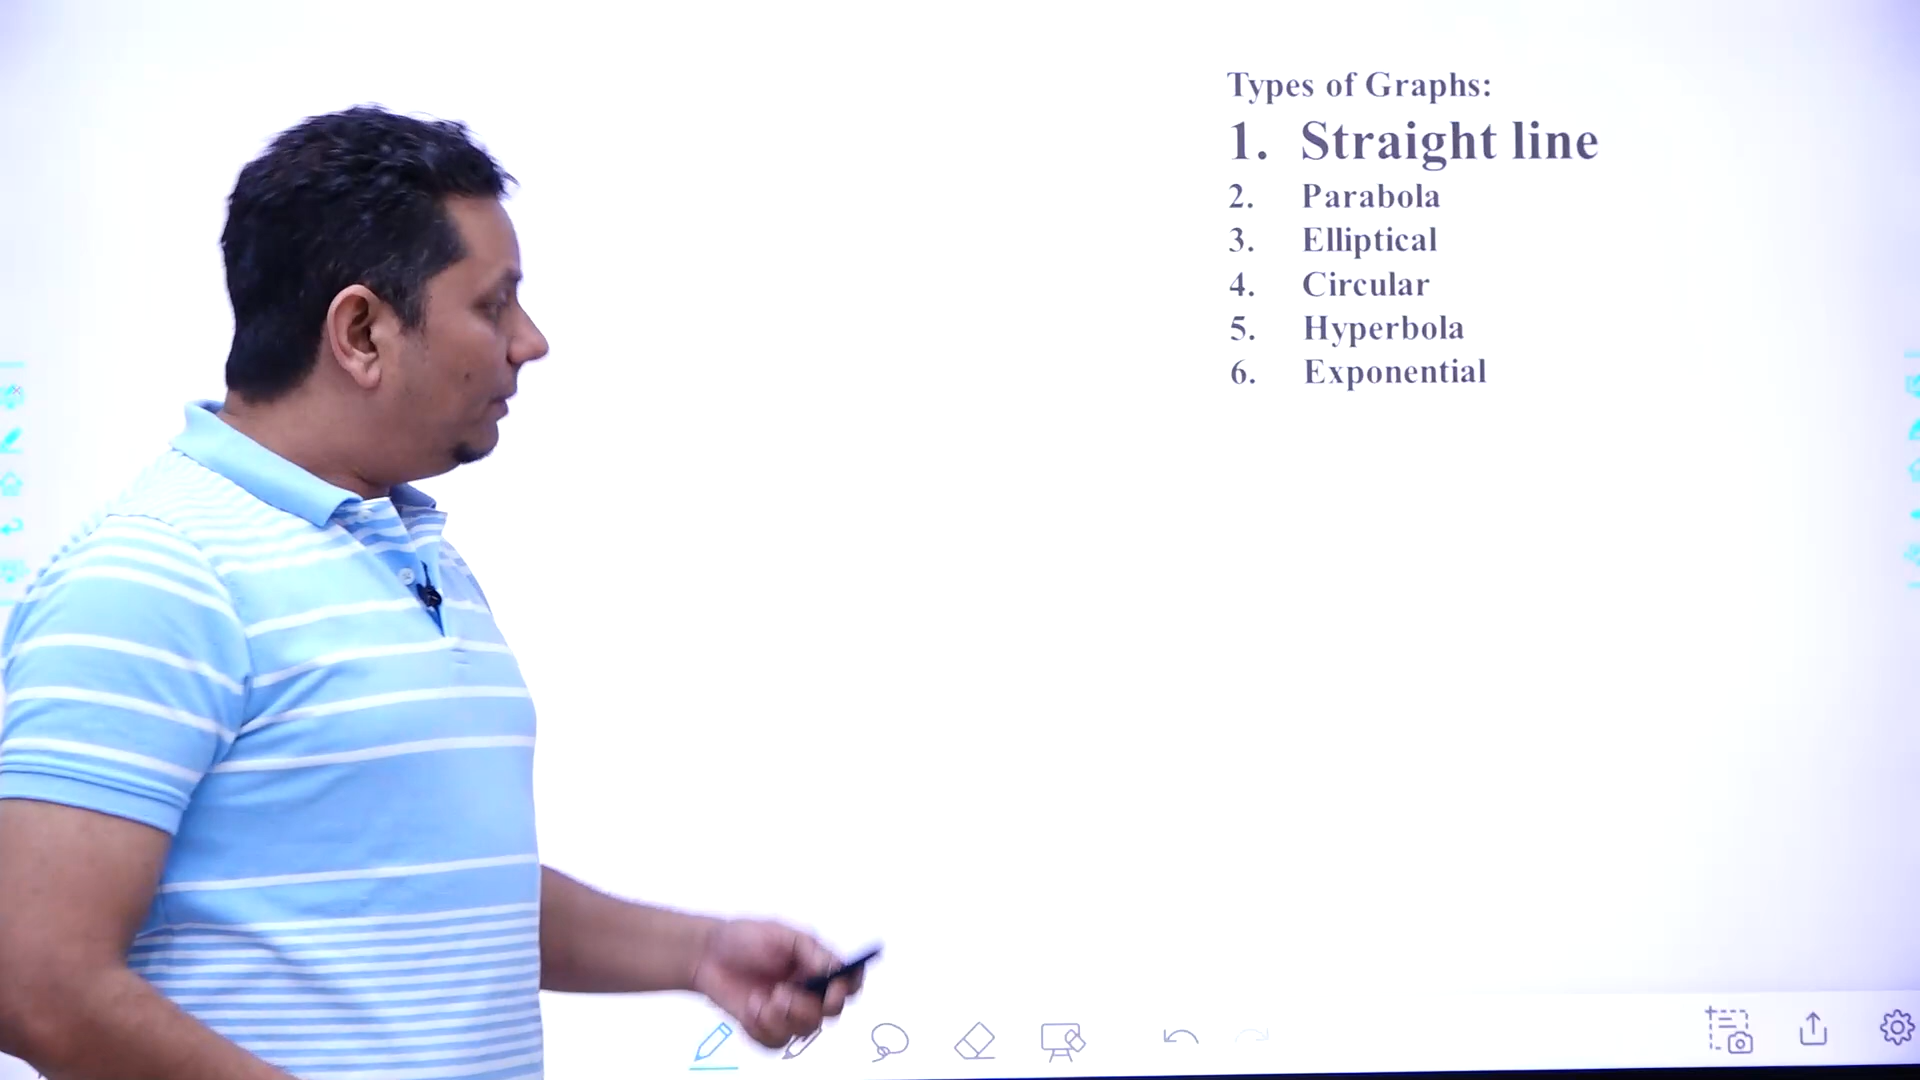 Types of Graphs:
1. Straight line
2. Parabola
3. Elliptical
4. Circular
5. Hyperbola
6. Exponential